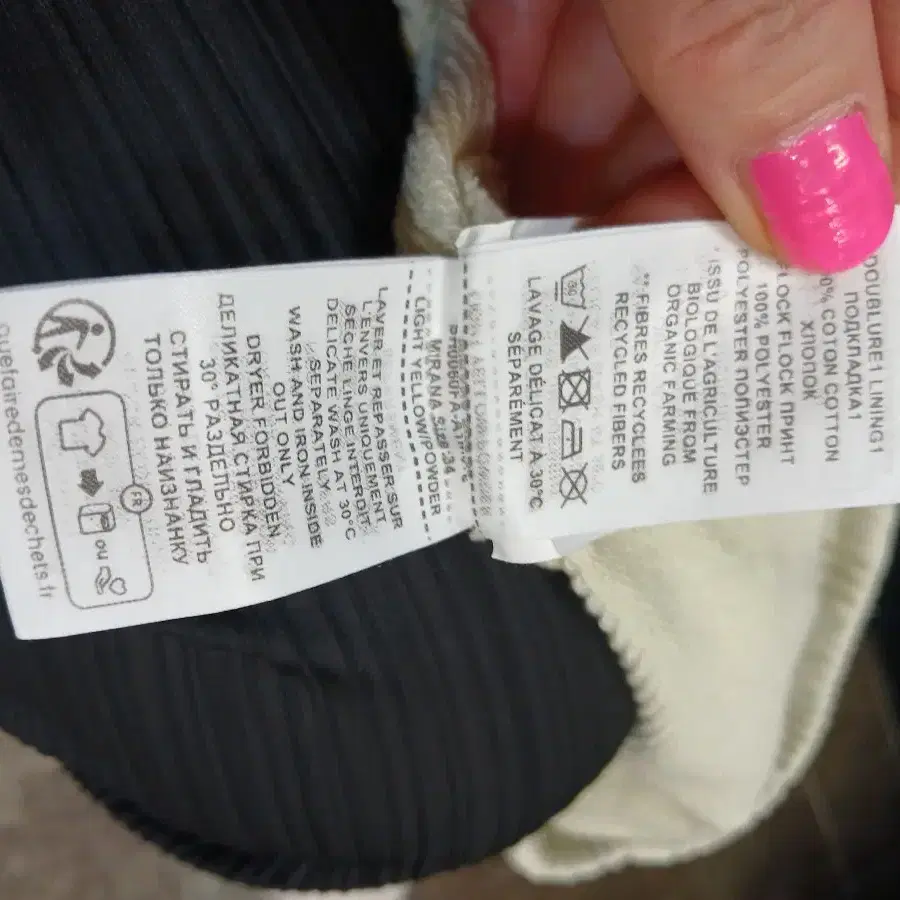 DOUBLURE1 LINING1
ПОДКЛАДКА1
0% COTON COTTON
ХЛОПОК
LOCK FLOCK ПРИНТ
100% POLYESTER
POLYESTER ПОЛИЭСТЕР
ISSU DE L'AGRICULTURE
BIOLOGIQUE FROM
ORGANIC FARMING
** FIBRES RECYCLEES
RECYCLED FIBERS
30
LAVAGE DÉLICAT À 30°C
SÉPARÉMENT
MIRANA Size:34
LIGHT YELLOW/POWDER
LAVER ET REPASSER SUR
L'ENVERS UNIQUEMENT.
SÈCHE LINGE INTERDIT
DELICATE WASH AT 30°C
SEPARATELY
WASH AND IRON INSIDE
OUT ONLY
DRYER FORBIDDEN
ДЕЛИКАТНАЯ СТИРКА ПРИ
30° РАЗДЕЛЬНО
СТИРАТЬ И ГЛАДИТЬ
ТОЛЬКО НАИЗНАНКУ
FR
OU
quefairedemesdechets.fr